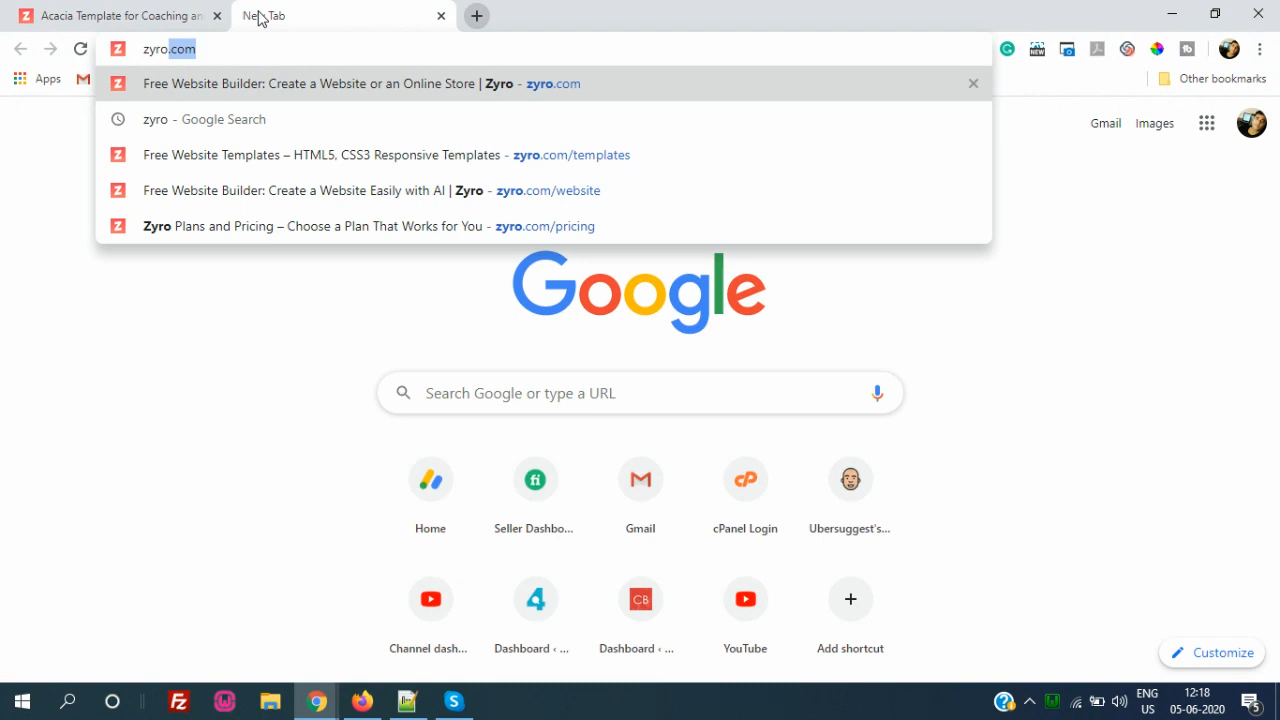 Acacia Template for Coaching an
New Tab
zyro.com
Free Website Builder: Create a Website or an Online Store | Zyro - zyro.com
zyro - Google Search
Free Website Templates – HTML5, CSS3 Responsive Templates - zyro.com/templates
Free Website Builder: Create a Website Easily with AI | Zyro - zyro.com/website
Zyro Plans and Pricing – Choose a Plan That Works for You - zyro.com/pricing
Apps
Other bookmarks
Gmail Images
Google
Search Google or type a URL
Home Seller Dashbo... Gmail cPanel Login Ubersuggest's...
Channel dash... Dashboard ‹ ... Dashboard ‹ ... YouTube Add shortcut
Customize
ENG 12:18
US 05-06-2020